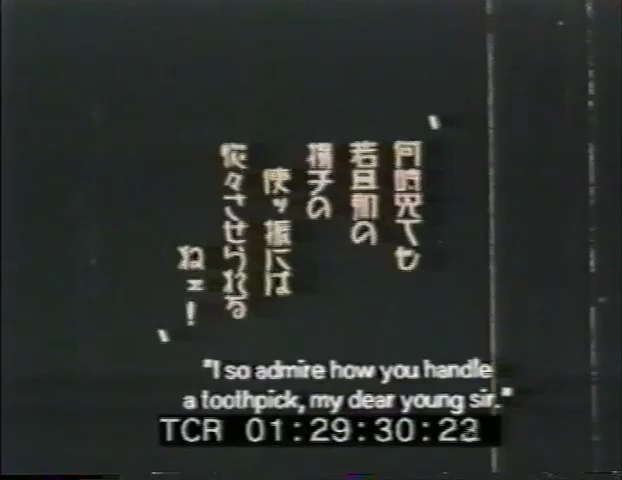 何時見ても
若旦那の
楊子の
使ッ振には
惚々させられる
ねェ!
"I so admire how you handle
a toothpick, my dear young sir."
TCR 01:29:30:23